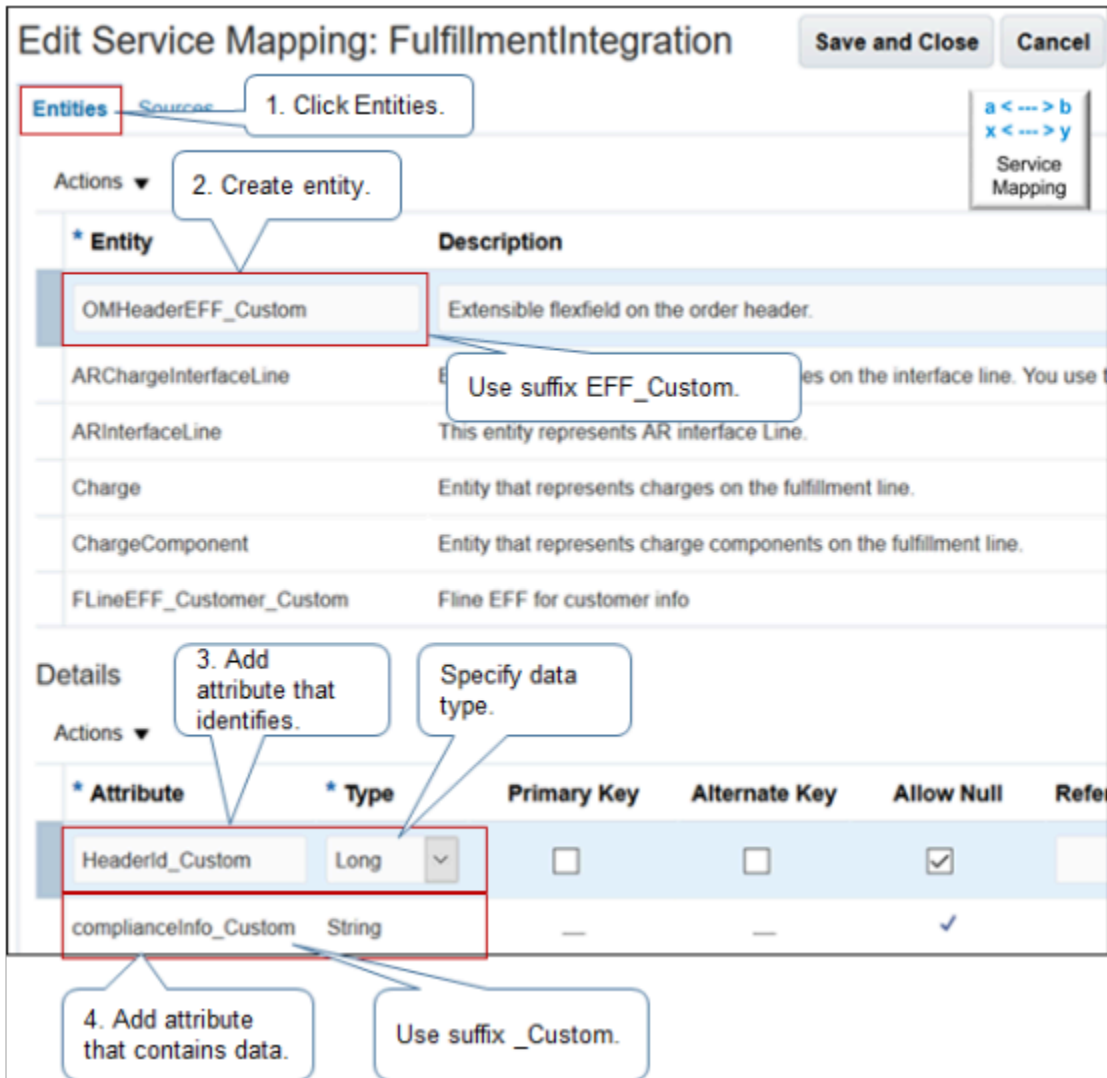 Edit Service Mapping: FulfillmentIntegration
Save and Close
Cancel
Entities
Sources
1. Click Entities.
a < --- > b
x < --- > y
Service
Mapping
Actions
2. Create entity.
* Entity
Description
OMHeaderEFF_Custom
Extensible flexfield on the order header.
ARChargeInterfaceLine
es on the interface line. You use t
Use suffix EFF_Custom.
ARInterfaceLine
This entity represents AR interface Line.
Charge
Entity that represents charges on the fulfillment line.
ChargeComponent
Entity that represents charge components on the fulfillment line.
FLineEFF_Customer_Custom
Fline EFF for customer info
Details
3. Add
attribute that
identifies.
Specify data
type.
Actions
* Attribute
* Type
Primary Key
Alternate Key
Allow Null
Refer
HeaderId_Custom
Long
complianceInfo_Custom
String
4. Add attribute
that contains data.
Use suffix _Custom.